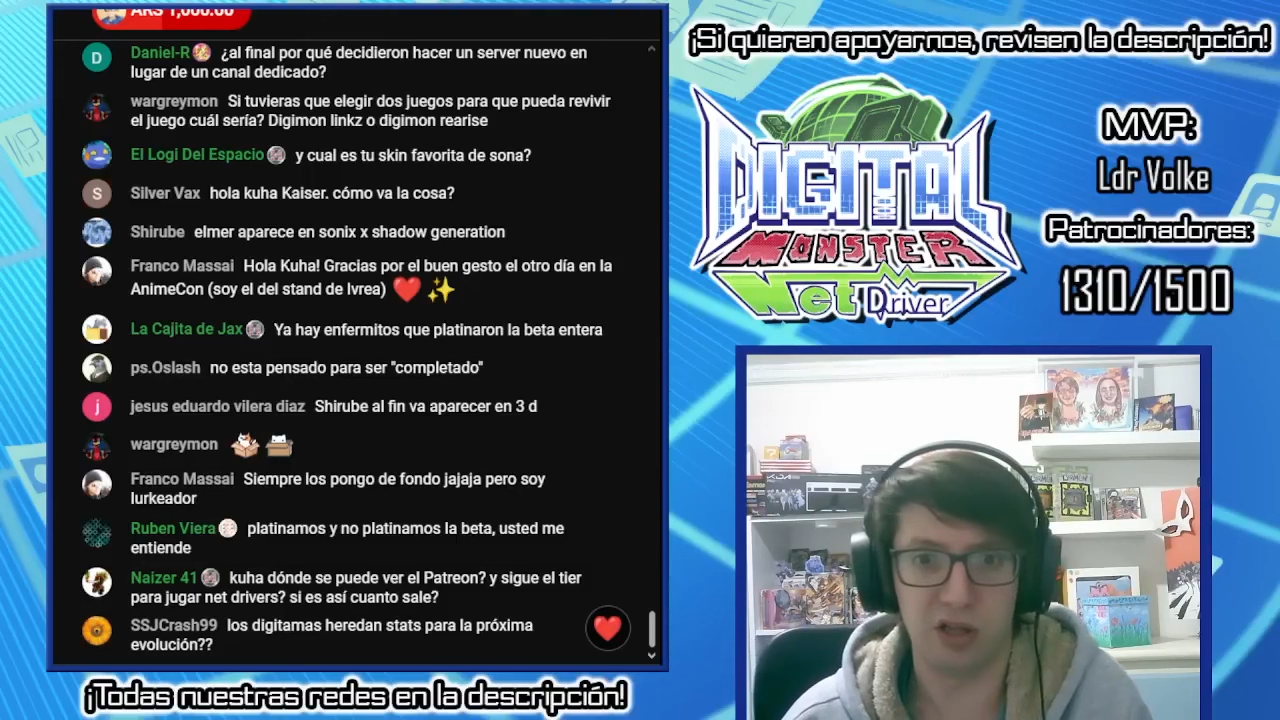 ARS 1,000.00
Daniel-R ¿al final por qué decidieron hacer un server nuevo en
lugar de un canal dedicado?
wargreymon Si tuvieras que elegir dos juegos para que pueda revivir
el juego cuál sería? Digimon linkz o digimon rearise
El Logi Del Espacio y cual es tu skin favorita de sona?
Silver Vax hola kuha Kaiser. cómo va la cosa?
Shirube elmer aparece en sonix x shadow generation
Franco Massai Hola Kuha! Gracias por el buen gesto el otro día en la
AnimeCon (soy el del stand de Ivrea) ❤️ ✨
La Cajita de Jax Ya hay enfermitos que platinaron la beta entera
ps.Oslash no esta pensado para ser "completado"
jesus eduardo vilera diaz Shirube al fin va aparecer en 3 d
wargreymon
Franco Massai SIempre los pongo de fondo jajaja pero soy
lurkeador
Ruben Viera platinamos y no platinamos la beta, usted me
entiende
Naizer 41 kuha dónde se puede ver el Patreon? y sigue el tier
para jugar net drivers? si es así cuanto sale?
SSJCrash99 los digitamas heredan stats para la próxima
evolución??
D
S
j
¡Todas nuestras redes en la descripción!
¡Si quieren apoyarnos, revisen la descripción!
DIGITAL
MONSTER
Net Driver
MVP:
Ldr Volke
Patrocinadores:
1310/1500